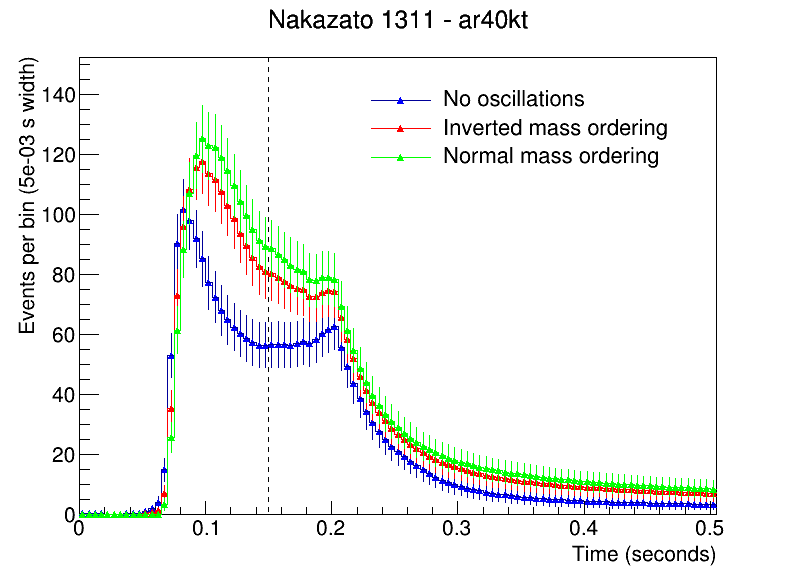 Nakazato 1311 - ar40kt
Events per bin (5e-03 s width)
140
120
100
80
60
40
20
0
No oscillations
Inverted mass ordering
Normal mass ordering
0 0.1 0.2 0.3 0.4 0.5
Time (seconds)